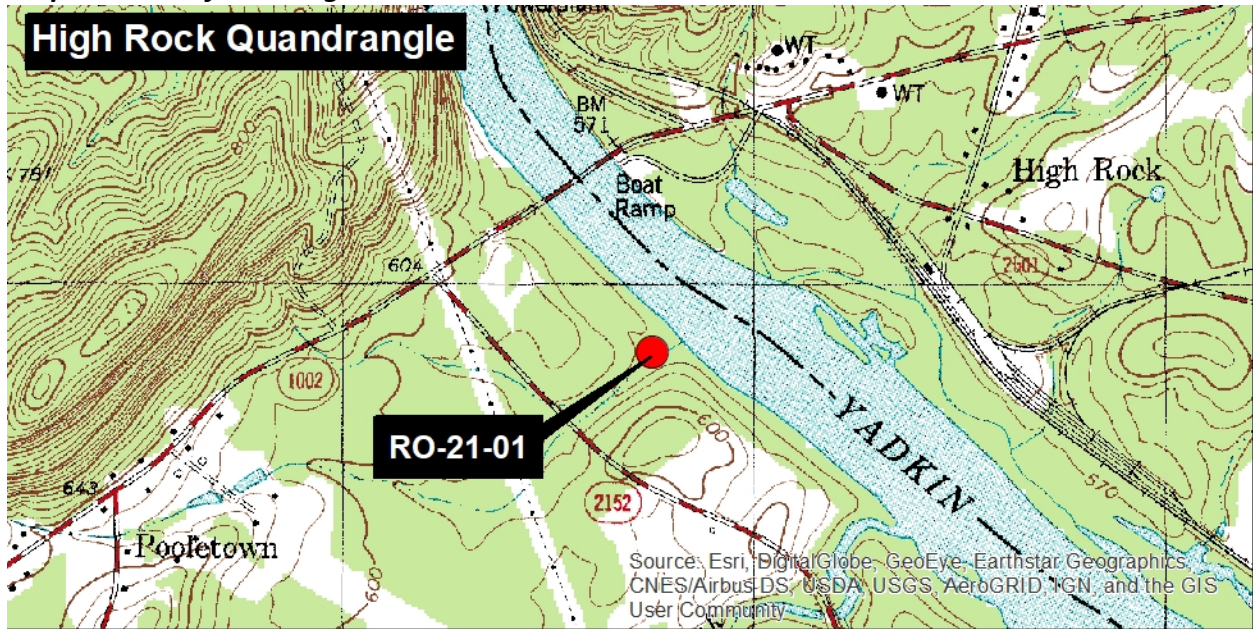 High Rock Quandrangle
WT
WT
BM
571
800
781
High Rock
Boat
Ramp
604
2601
1002
RO-21-01
YADKIN
600
570
643
2152
Pooletown
600
Source: Esri, DigitalGlobe, GeoEye, Earthstar Geographics,
CNES/Airbus DS, USDA, USGS, AeroGRID, IGN, and the GIS
User Community